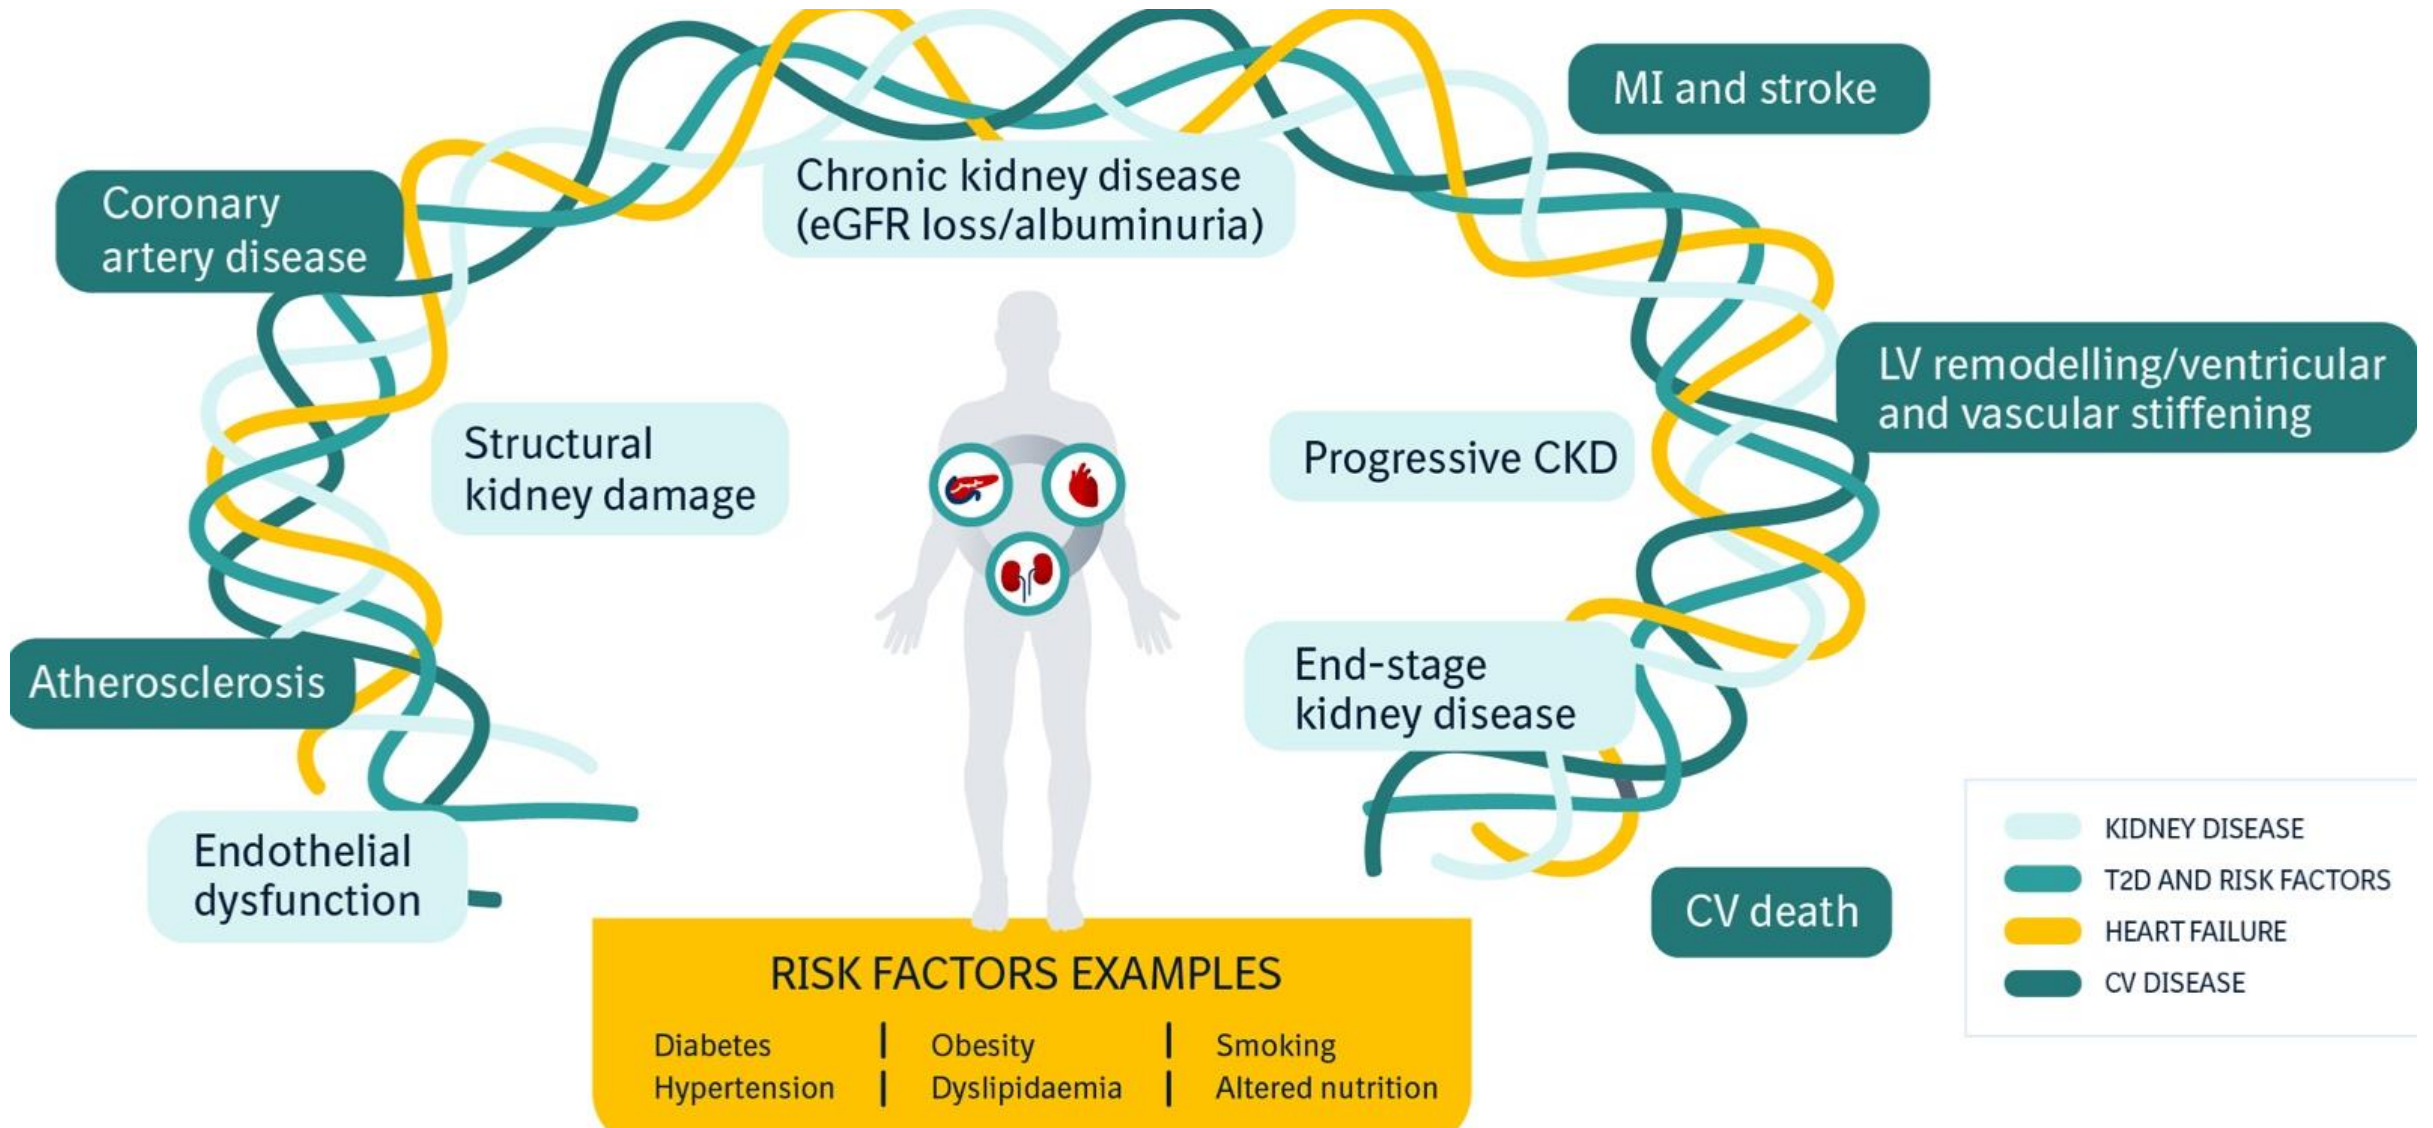 MI and stroke
Coronary
artery disease
Chronic kidney disease
(eGFR loss/albuminuria)
LV remodelling/ventricular
and vascular stiffening
Structural
kidney damage
Progressive CKD
Atherosclerosis
End-stage
kidney disease
Endothelial
dysfunction
CV death
KIDNEY DISEASE
T2D AND RISK FACTORS
HEART FAILURE
CV DISEASE
RISK FACTORS EXAMPLES
Diabetes | Obesity | Smoking
Hypertension | Dyslipidaemia | Altered nutrition